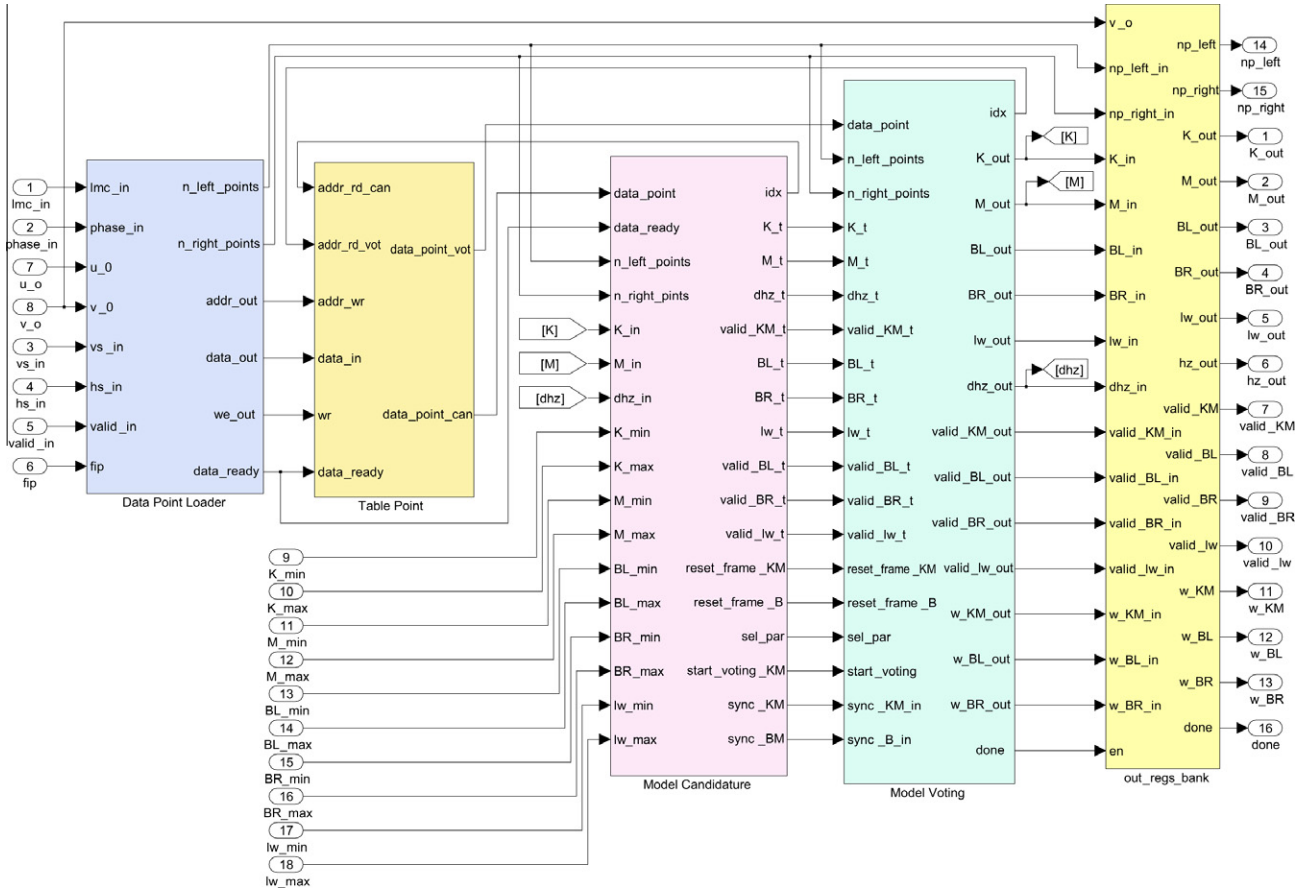 1
lmc_in
2
phase_in
7
u_o
8
v_o
3
vs_in
4
hs_in
5
valid_in
6
fip
lmc_in
phase_in
u_0
v_0
vs_in
hs_in
valid_in
fip
n_left_points
n_right_points
addr_out
data_out
we_out
data_ready
Data Point Loader
addr_rd_can
addr_rd_vot
addr_wr
data_in
wr
data_ready
data_point_vot
data_point_can
Table Point
[K]
[M]
[dhz]
9
K_min
10
K_max
11
M_min
12
M_max
13
BL_min
14
BL_max
15
BR_min
16
BR_max
17
lw_min
18
lw_max
data_point
data_ready
n_left_points
n_right_pints
K_in
M_in
dhz_in
K_min
K_max
M_min
M_max
BL_min
BL_max
BR_min
BR_max
lw_min
lw_max
idx
K_t
M_t
dhz_t
valid_KM_t
BL_t
BR_t
lw_t
valid_BL_t
valid_BR_t
valid_lw_t
reset_frame_KM
reset_frame_B
sel_par
start_voting_KM
sync_KM
sync_BM
Model Candidature
data_point
n_left_points
n_right_points
K_t
M_t
dhz_t
valid_KM_t
BL_t
BR_t
lw_t
valid_BL_t
valid_BR_t
valid_lw_t
reset_frame_KM
reset_frame_B
sel_par
start_voting
sync_KM_in
sync_B_in
idx
K_out
M_out
BL_out
BR_out
lw_out
dhz_out
valid_KM_out
valid_BL_out
valid_BR_out
valid_lw_out
w_KM_out
w_BL_out
w_BR_out
done
Model Voting
[K]
[M]
[dhz]
v_o
np_left_in
np_right_in
K_in
M_in
BL_in
BR_in
lw_in
dhz_in
valid_KM_in
valid_BL_in
valid_BR_in
valid_lw_in
w_KM_in
w_BL_in
w_BR_in
en
np_left
np_right
K_out
M_out
BL_out
BR_out
lw_out
hz_out
valid_KM
valid_BL
valid_BR
valid_lw
w_KM
w_BL
w_BR
done
out_regs_bank
14
np_left
15
np_right
1
K_out
2
M_out
3
BL_out
4
BR_out
5
lw_out
6
hz_out
7
valid_KM
8
valid_BL
9
valid_BR
10
valid_lw
11
w_KM
12
w_BL
13
w_BR
16
done